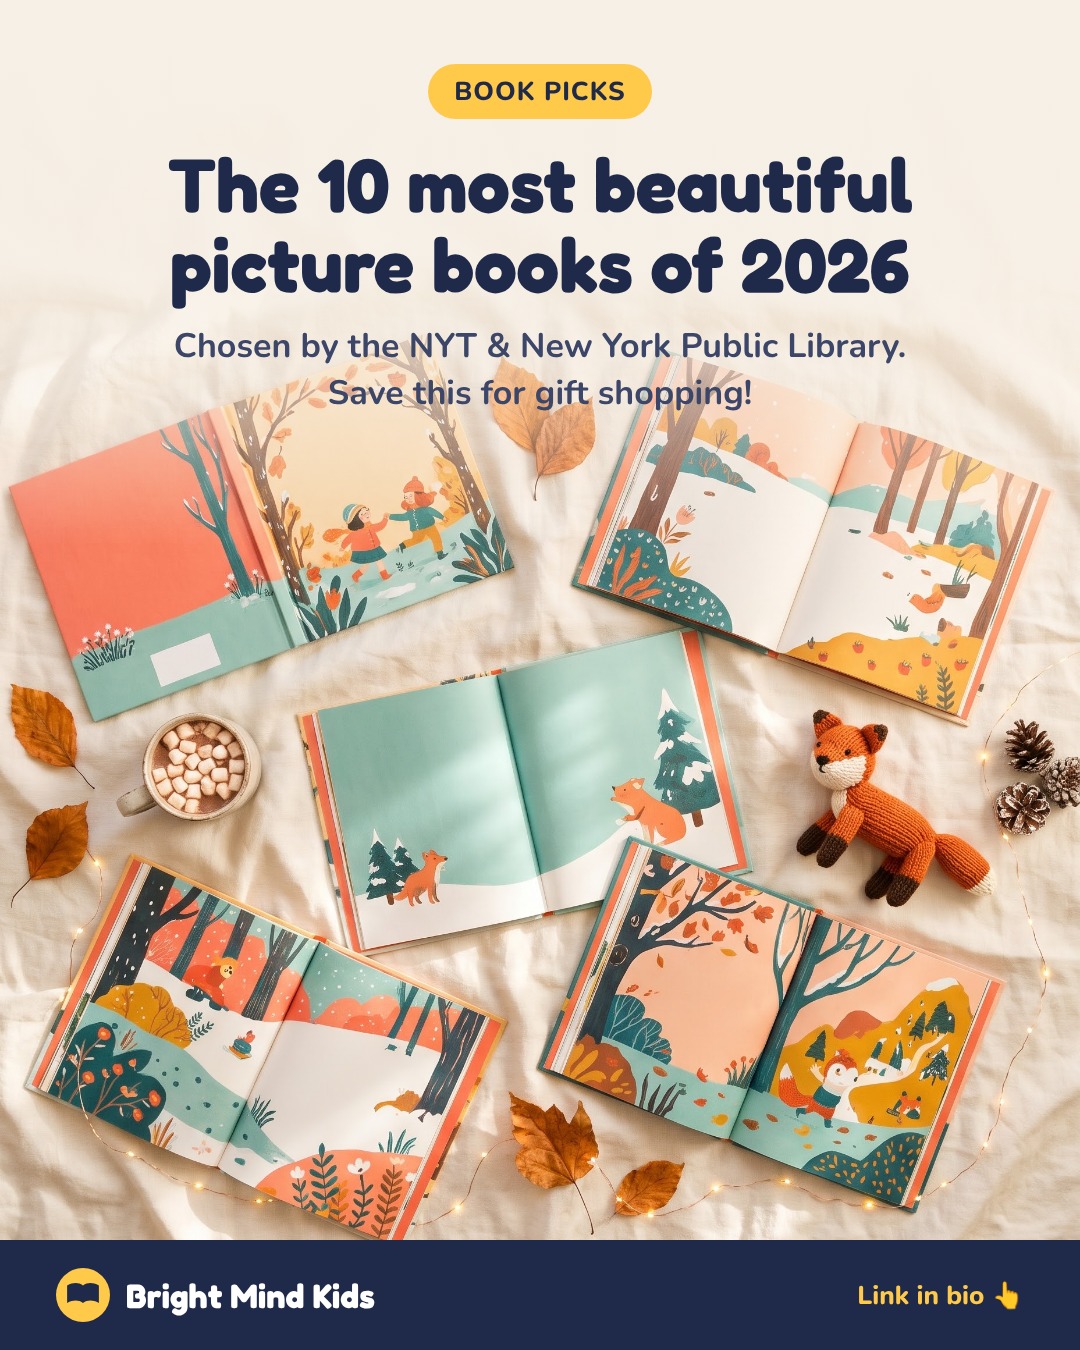 BOOK PICKS
The 10 most beautiful
picture books of 2026
Chosen by the NYT & New York Public Library.
Save this for gift shopping!
Bright Mind Kids
Link in bio 👆